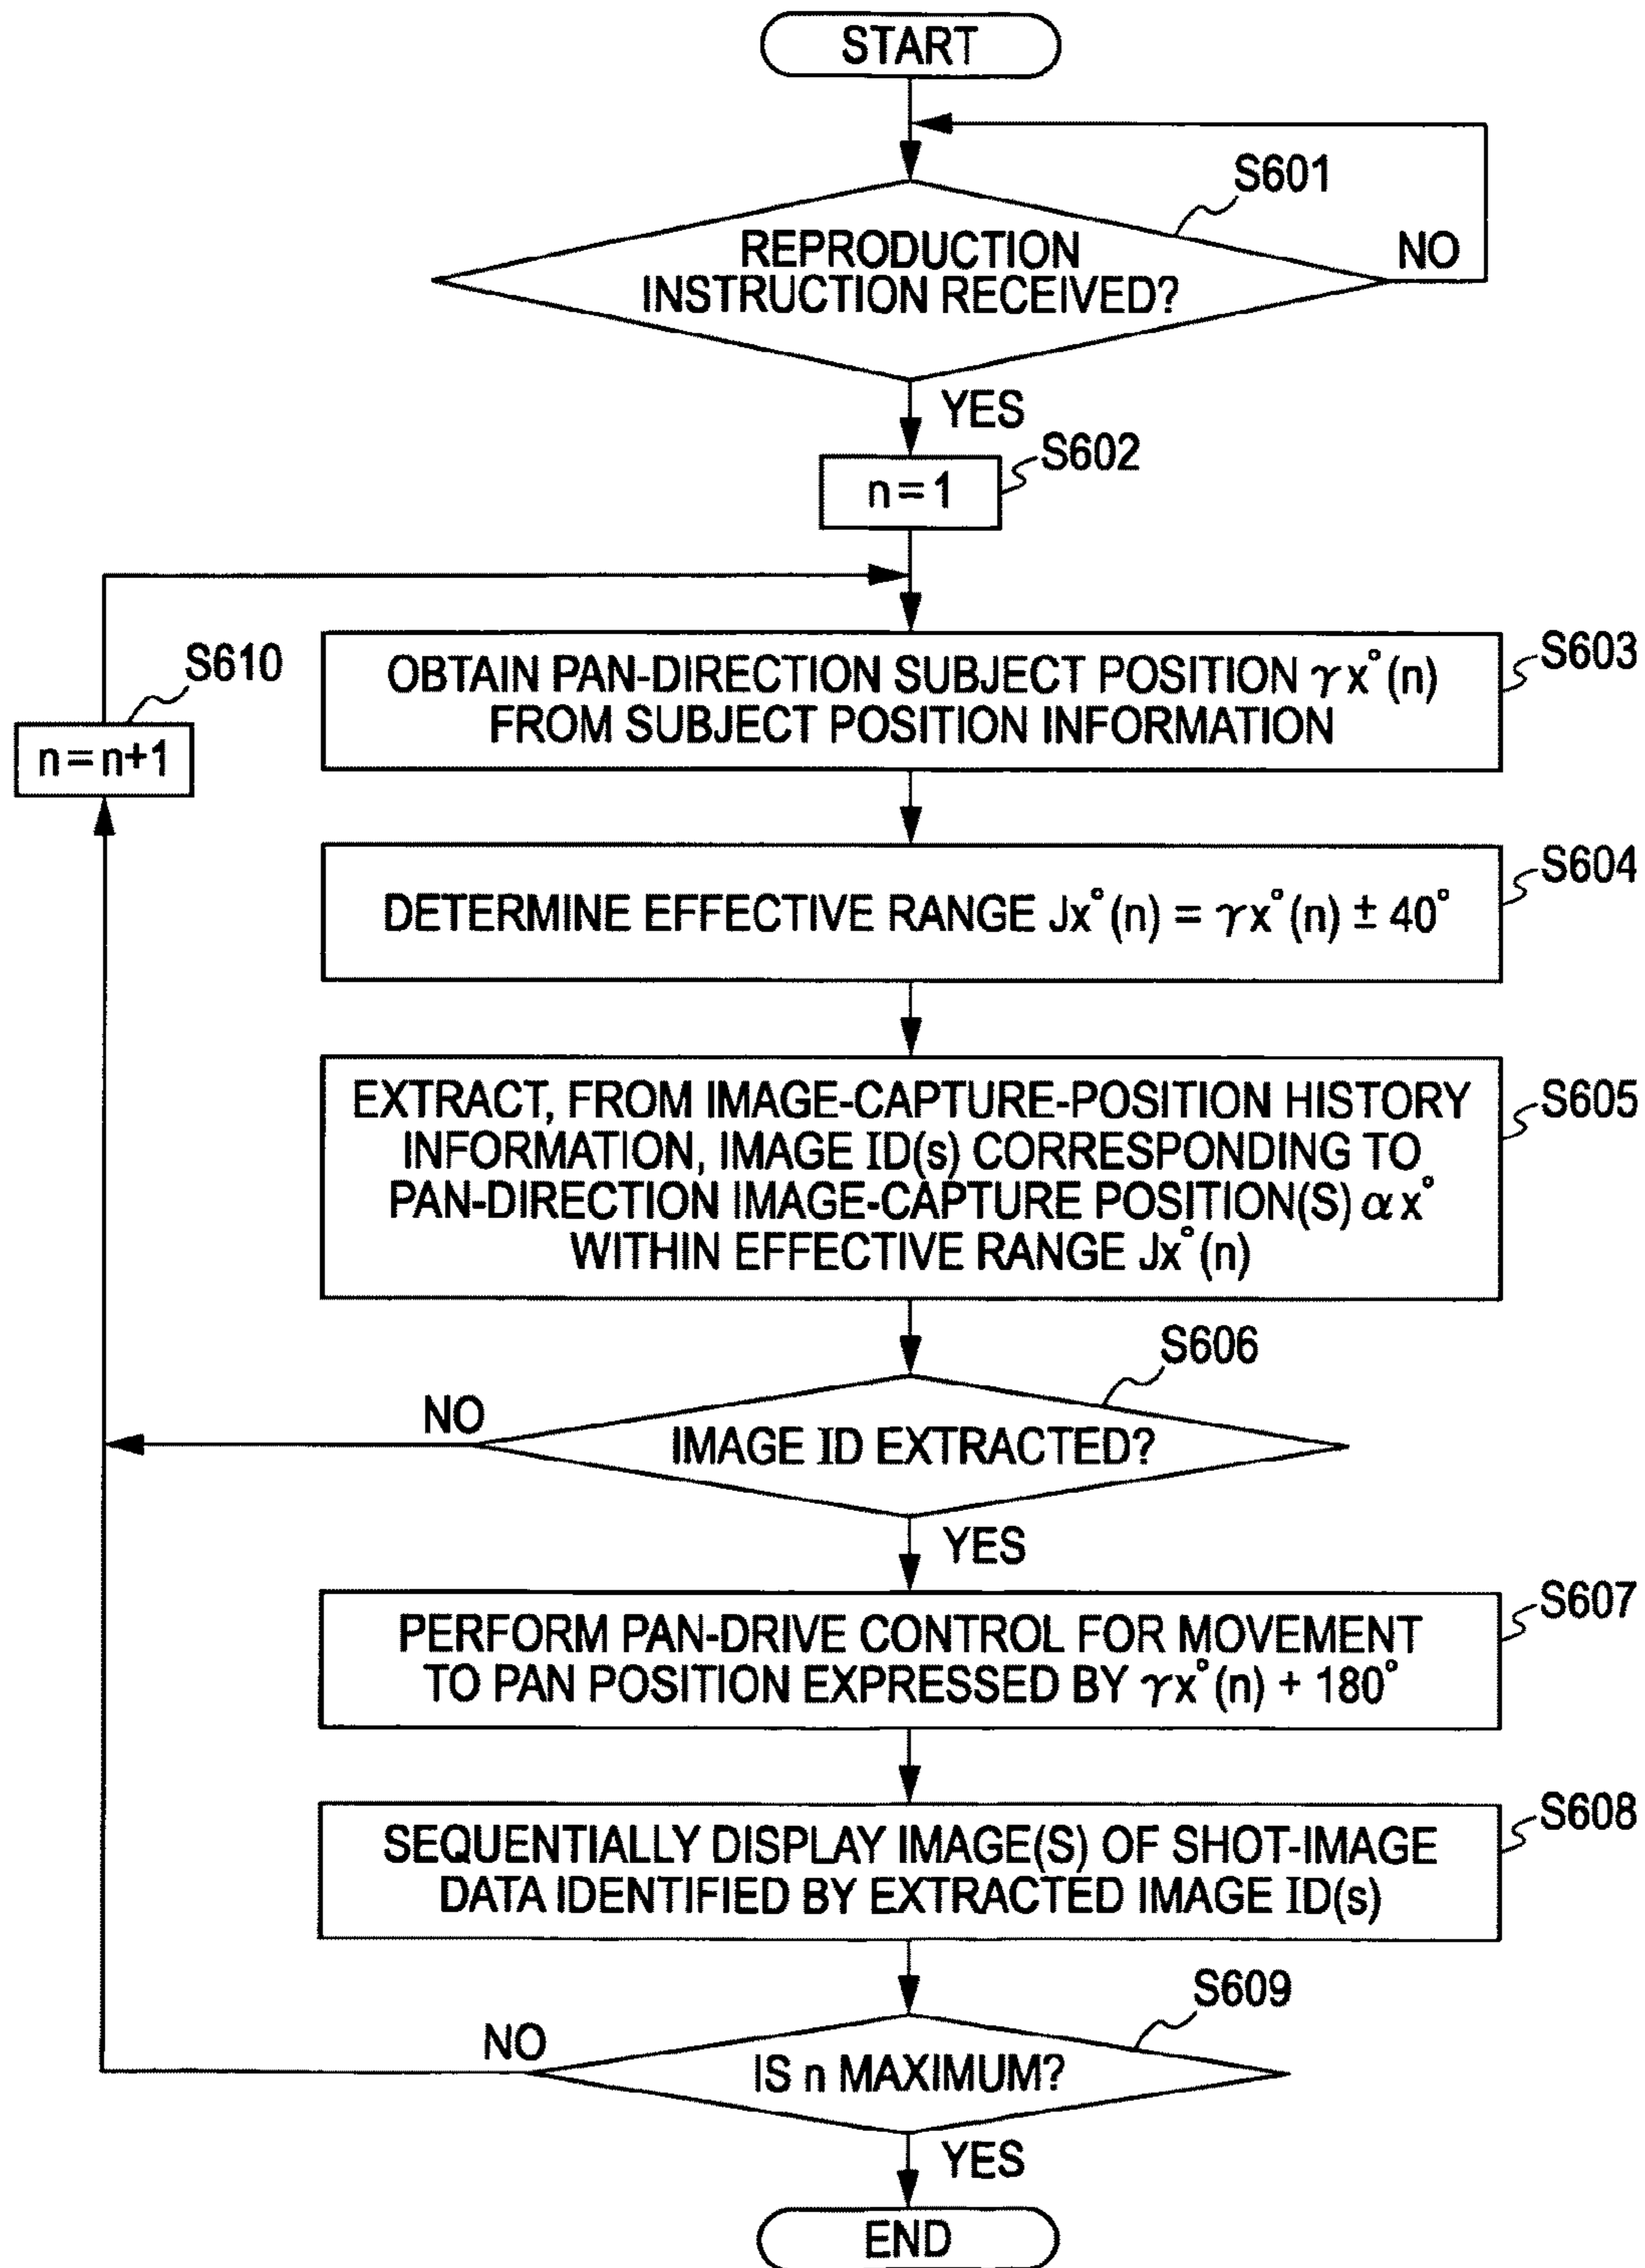 START
S601
REPRODUCTION
INSTRUCTION RECEIVED?
NO
YES
S602
n=1
S603
OBTAIN PAN-DIRECTION SUBJECT POSITION γx°(n)
FROM SUBJECT POSITION INFORMATION
S610
n=n+1
S604
DETERMINE EFFECTIVE RANGE Jx°(n) = γx°(n) ± 40°
S605
EXTRACT, FROM IMAGE-CAPTURE-POSITION HISTORY
INFORMATION, IMAGE ID(s) CORRESPONDING TO
PAN-DIRECTION IMAGE-CAPTURE POSITION(S) αx°
WITHIN EFFECTIVE RANGE Jx°(n)
S606
NO
IMAGE ID EXTRACTED?
YES
S607
PERFORM PAN-DRIVE CONTROL FOR MOVEMENT
TO PAN POSITION EXPRESSED BY γx°(n) + 180°
S608
SEQUENTIALLY DISPLAY IMAGE(S) OF SHOT-IMAGE
DATA IDENTIFIED BY EXTRACTED IMAGE ID(s)
S609
NO
IS n MAXIMUM?
YES
END